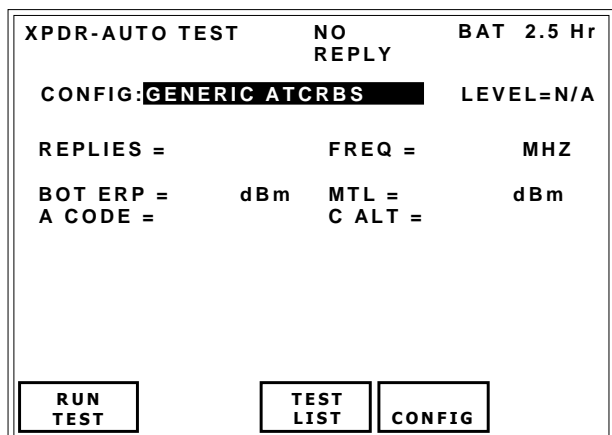 XPDR-AUTO TEST NO BAT 2.5 Hr
REPLY
CONFIG:GENERIC ATCRBS LEVEL=N/A
REPLIES = FREQ = MHZ
BOT ERP = dBm MTL = dBm
A CODE = C ALT =
RUN TEST
TEST LIST CONFIG